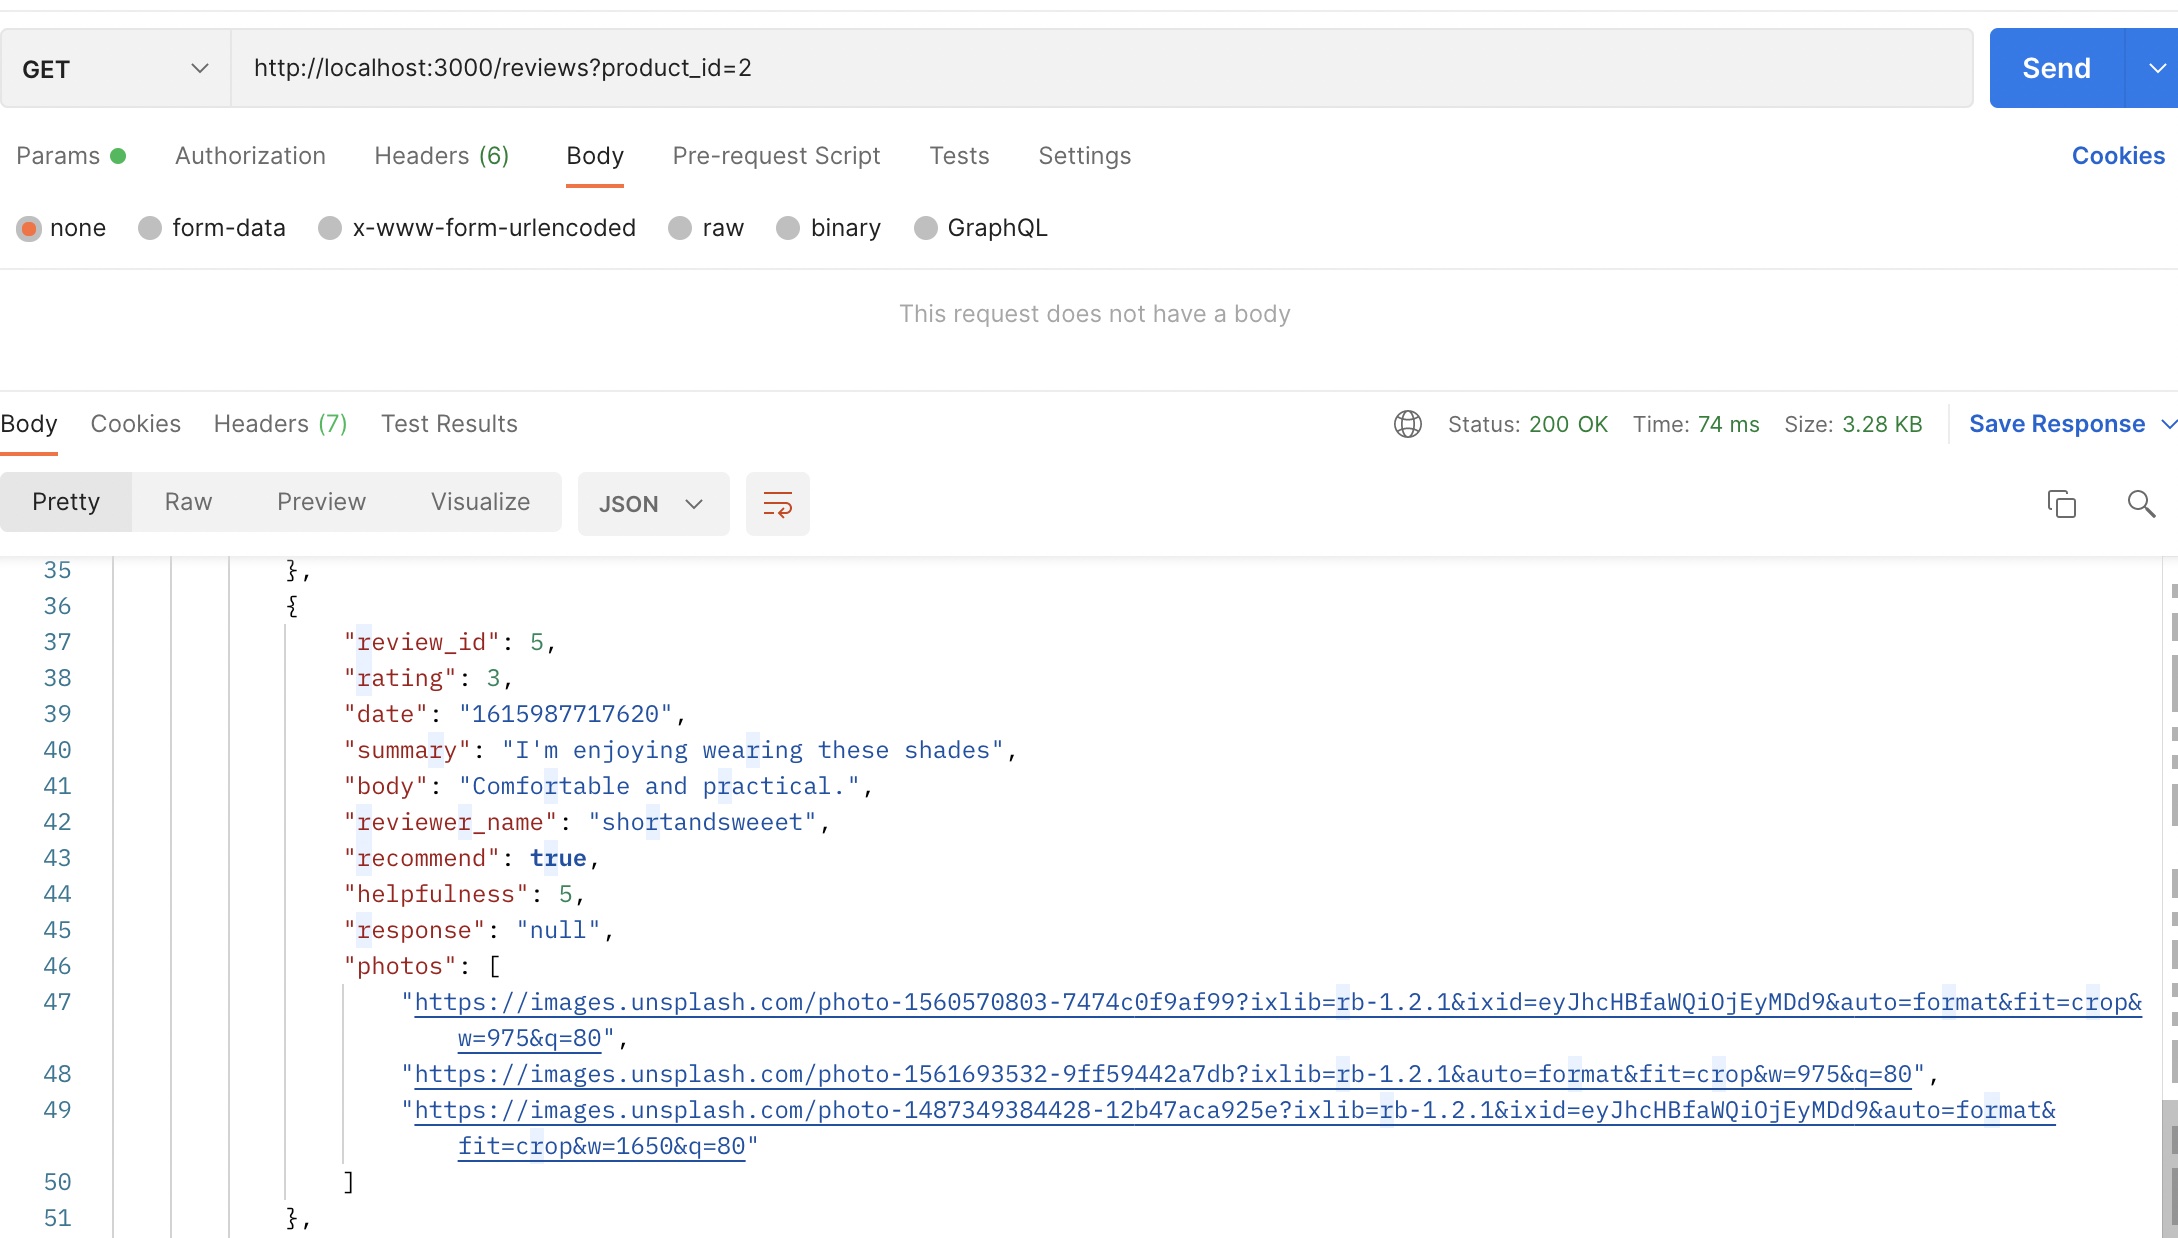 GET http://localhost:3000/reviews?product_id=2 Send
Params Authorization Headers (6) Body Pre-request Script Tests Settings Cookies
none form-data x-www-form-urlencoded raw binary GraphQL
This request does not have a body
Body Cookies Headers (7) Test Results Status: 200 OK Time: 74 ms Size: 3.28 KB Save Response
Pretty Raw Preview Visualize JSON
35 },
36 {
37 "review_id": 5,
38 "rating": 3,
39 "date": "1615987717620",
40 "summary": "I'm enjoying wearing these shades",
41 "body": "Comfortable and practical.",
42 "reviewer_name": "shortandsweeet",
43 "recommend": true,
44 "helpfulness": 5,
45 "response": "null",
46 "photos": [
47 "https://images.unsplash.com/photo-1560570803-7474c0f9af99?ixlib=rb-1.2.1&ixid=eyJhcHBfaWQiOjEyMDd9&auto=format&fit=crop&
w=975&q=80",
48 "https://images.unsplash.com/photo-1561693532-9ff59442a7db?ixlib=rb-1.2.1&auto=format&fit=crop&w=975&q=80",
49 "https://images.unsplash.com/photo-1487349384428-12b47aca925e?ixlib=rb-1.2.1&ixid=eyJhcHBfaWQiOjEyMDd9&auto=format&
fit=crop&w=1650&q=80"
50 ]
51 },